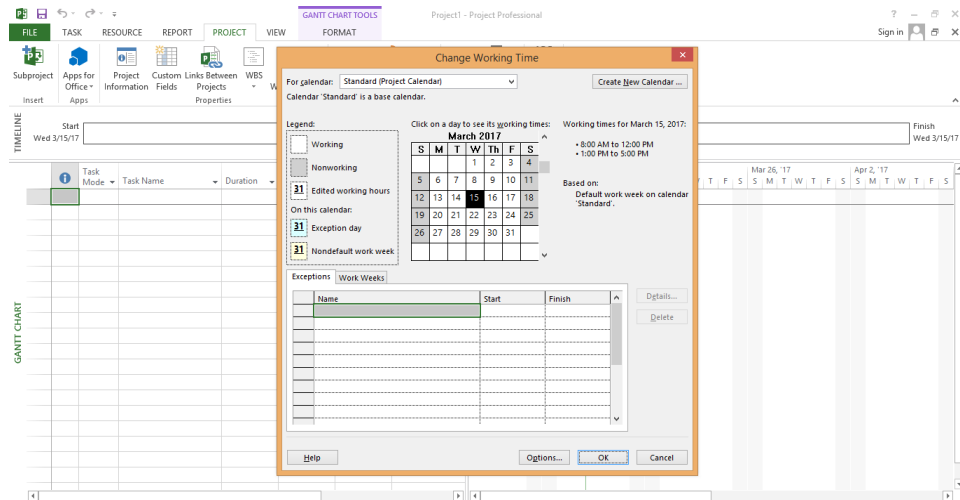 GANTT CHART TOOLS
Project1 - Project Professional
?
FILE TASK RESOURCE REPORT PROJECT VIEW FORMAT Sign in
Subproject
Apps for Office
Project Information
Custom Fields
Links Between Projects
WBS
W
Insert Apps Properties
TIMELINE
Start
Wed 3/15/17
Finish
Wed 3/15/17
Task Mode Task Name Duration
Mar 26, '17 Apr 2, '17
T F S S M T W T F S S M T W T F S
GANTT CHART
Change Working Time
For calendar: Standard (Project Calendar)
Create New Calendar ...
Calendar 'Standard' is a base calendar.
Legend:
Working
Nonworking
31 Edited working hours
On this calendar:
31 Exception day
31 Nondefault work week
Click on a day to see its working times:
March 2017
S M T W Th F S
1 2 3 4
5 6 7 8 9 10 11
12 13 14 15 16 17 18
19 20 21 22 23 24 25
26 27 28 29 30 31
Working times for March 15, 2017:
• 8:00 AM to 12:00 PM
• 1:00 PM to 5:00 PM
Based on:
Default work week on calendar
'Standard'.
Exceptions Work Weeks
Name Start Finish
Details...
Delete
Help Options... OK Cancel